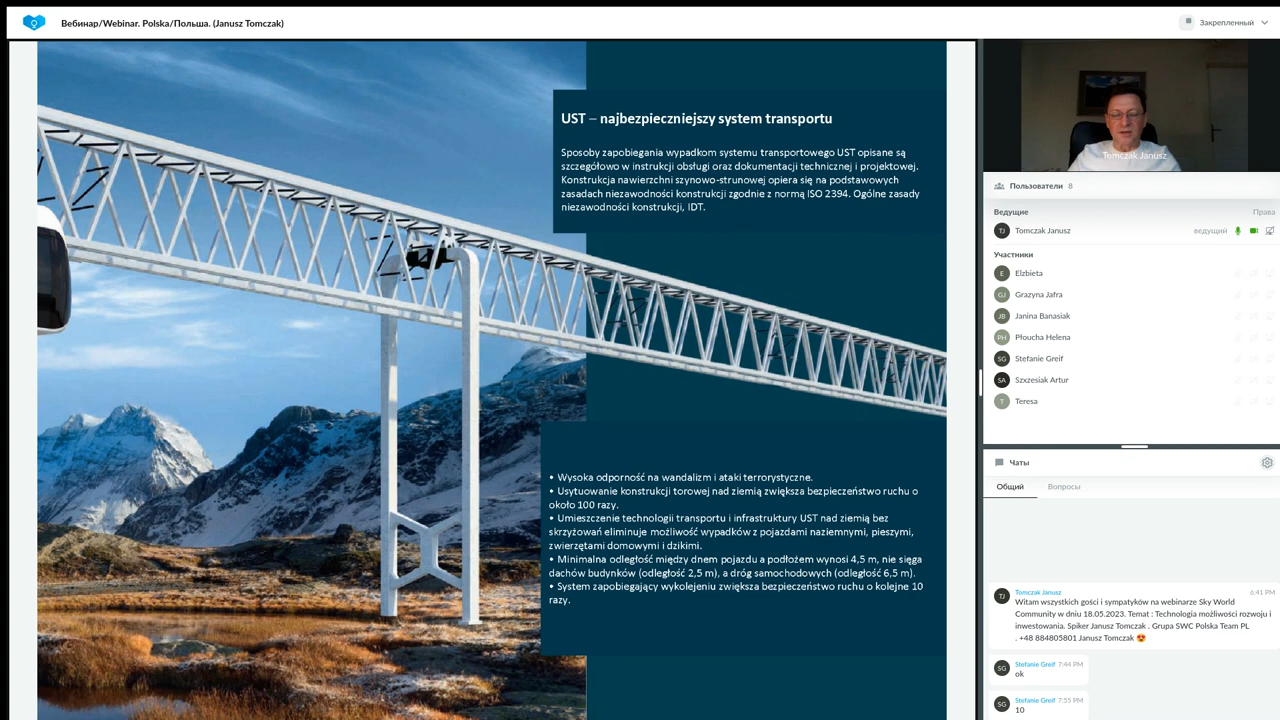 Вебинар/Webinar. Polska/Польша. (Janusz Tomczak)
Закрепленный
UST – najbezpieczniejszy system transportu
Sposoby zapobiegania wypadkom systemu transportowego UST opisane są
szczegółowo w instrukcji obsługi oraz dokumentacji technicznej i projektowej.
Konstrukcja nawierzchni szynowo-strunowej opiera się na podstawowych
zasadach niezawodności konstrukcji zgodnie z normą ISO 2394. Ogólne zasady
niezawodności konstrukcji, IDT.
• Wysoka odporność na wandalizm i ataki terrorystyczne.
• Usytuowanie konstrukcji torowej nad ziemią zwiększa bezpieczeństwo ruchu o
około 100 razy.
• Umieszczenie technologii transportu i infrastruktury UST nad ziemią bez
skrzyżowań eliminuje możliwość wypadków z pojazdami naziemnymi, pieszymi,
zwierzętami domowymi i dzikimi.
• Minimalna odległość między dnem pojazdu a podłożem wynosi 4,5 m, nie sięga
dachów budynków (odległość 2,5 m), a dróg samochodowych (odległość 6,5 m).
• System zapobiegający wykolejeniu zwiększa bezpieczeństwo ruchu o kolejne 10
razy.
Tomczak Janusz
Пользователи 8
Ведущие Права
TJ Tomczak Janusz ведущий
Участники
E Elzbieta
GJ Grazyna Jafra
JB Janina Banasiak
PH Płoucha Helena
SG Stefanie Greif
SA Szxzesiak Artur
T Teresa
Чаты
Общий Вопросы
TJ Tomczak Janusz 6:41 PM
Witam wszystkich gości i sympatyków na webinarze Sky World
Community w dniu 18.05.2023. Temat : Technologia możliwości rozwoju i
inwestowania. Spiker Janusz Tomczak . Grupa SWC Polska Team PL
. +48 884805801 Janusz Tomczak 😍
SG Stefanie Greif 7:44 PM
ok
SG Stefanie Greif 7:55 PM
10